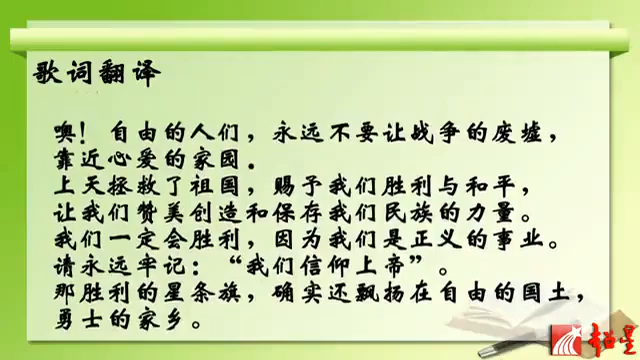 歌词翻译
噢！自由的人们，永远不要让战争的废墟，
靠近心爱的家园．
上天拯救了祖国，赐予我们胜利与和平，
让我们赞美创造和保存我们民族的力量。
我们一定会胜利，因为我们是正义的事业。
请永远牢记：“我们信仰上帝”。
那胜利的星条旗，确实还飘扬在自由的国土，
勇士的家乡。